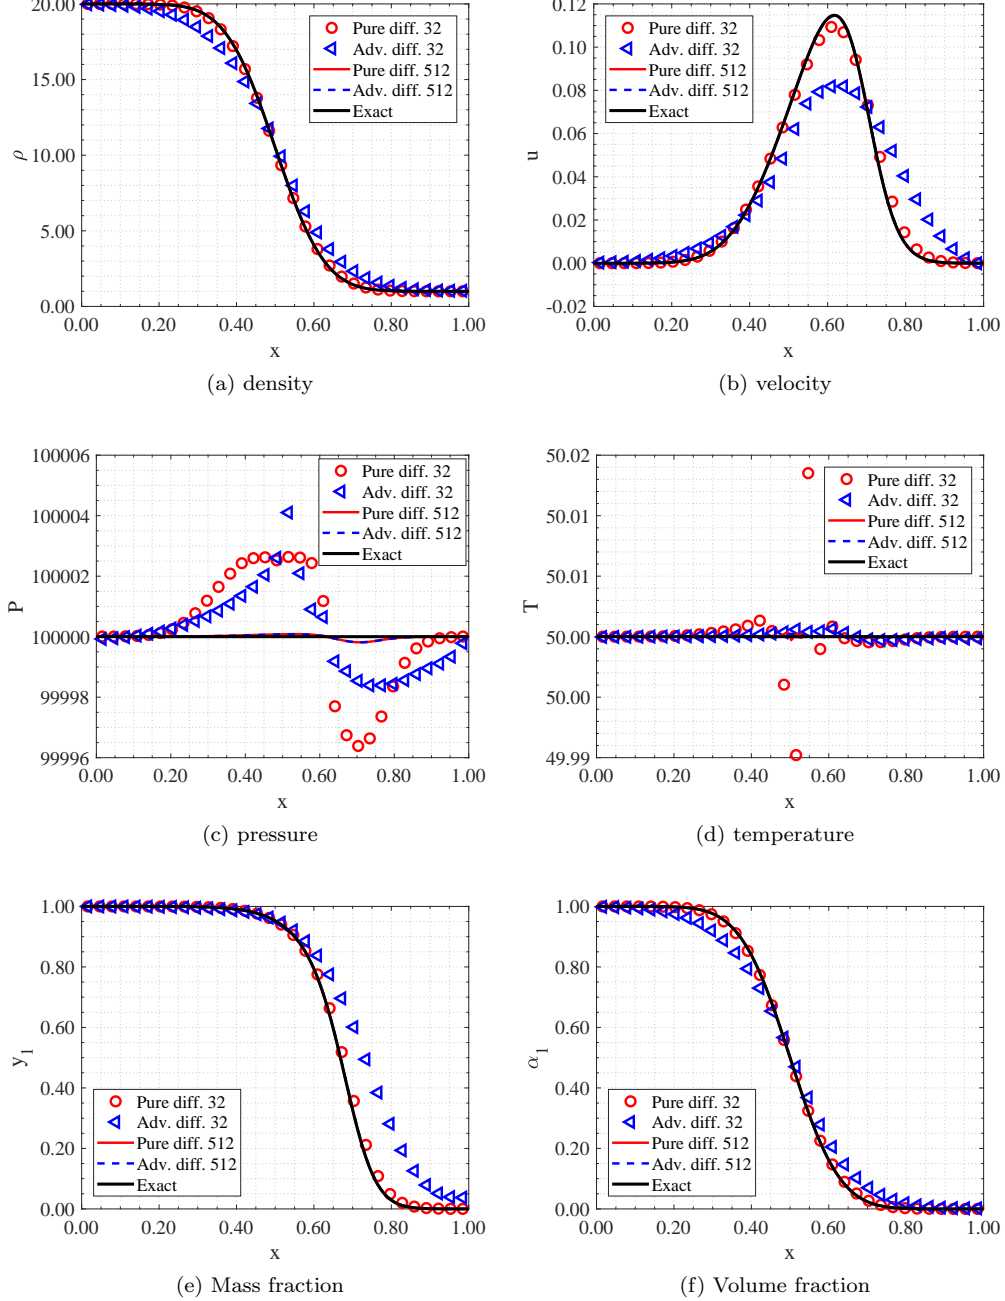 20.00
15.00
10.00
5.00
0.00
ρ
0.00 0.20 0.40 0.60 0.80 1.00
x
Pure diff. 32
Adv. diff. 32
Pure diff. 512
Adv. diff. 512
Exact
(a) density
0.12
0.10
0.08
0.06
0.04
0.02
0.00
-0.02
u
0.00 0.20 0.40 0.60 0.80 1.00
x
Pure diff. 32
Adv. diff. 32
Pure diff. 512
Adv. diff. 512
Exact
(b) velocity
100006
100004
100002
100000
99998
99996
P
0.00 0.20 0.40 0.60 0.80 1.00
x
Pure diff. 32
Adv. diff. 32
Pure diff. 512
Adv. diff. 512
Exact
(c) pressure
50.02
50.01
50.01
50.00
50.00
49.99
T
0.00 0.20 0.40 0.60 0.80 1.00
x
Pure diff. 32
Adv. diff. 32
Pure diff. 512
Adv. diff. 512
Exact
(d) temperature
1.00
0.80
0.60
0.40
0.20
0.00
y1
0.00 0.20 0.40 0.60 0.80 1.00
x
Pure diff. 32
Adv. diff. 32
Pure diff. 512
Adv. diff. 512
Exact
(e) Mass fraction
1.00
0.80
0.60
0.40
0.20
0.00
α1
0.00 0.20 0.40 0.60 0.80 1.00
x
Pure diff. 32
Adv. diff. 32
Pure diff. 512
Adv. diff. 512
Exact
(f) Volume fraction